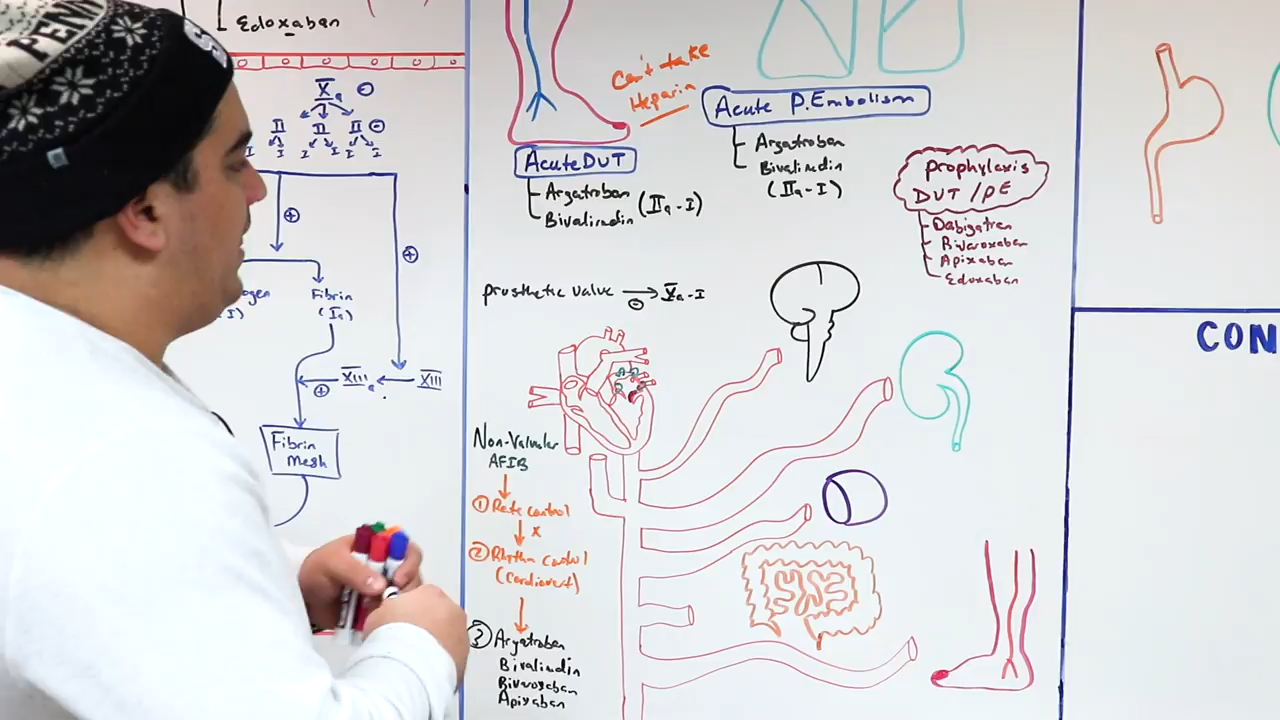 PENN
S
Edoxaban
Xa ⊖
II II II ⊖
I I I I I
⊕
⊕
ogen
(I)
Fibrin
(Ia)
⊕ XIIIa ← XIII
Fibrin
mesh
Can't take
Heparin
Acute DVT
Argatroban
Bivalirudin (IIa-I)
Acute P.Embolism
Argatroban
Bivalirudin
(IIa-I)
prophylaxis
DVT/PE
Dabigatran
Rivaroxaban
Apixaban
Edoxaban
prosthetic valve ⊖→ Xa-I
Non-Valvular
AFIB
① Rate control
x
② Rhythm control
(Cardiovert)
③ Argatroban
Bivalirudin
Rivaroxaban
Apixaban
CON